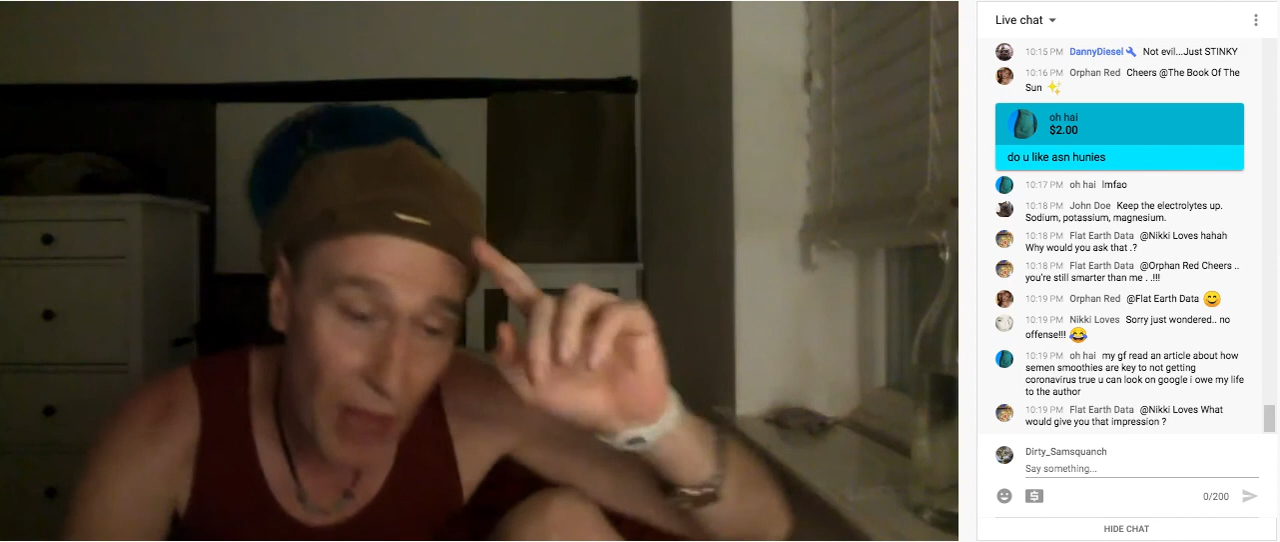 Live chat
10:15 PM DannyDiesel Not evil...Just STINKY
10:16 PM Orphan Red Cheers @The Book Of The
Sun ✨
oh hai
$2.00
do u like asn hunies
10:17 PM oh hai lmfao
10:18 PM John Doe Keep the electrolytes up.
Sodium, potassium, magnesium.
10:18 PM Flat Earth Data @Nikki Loves hahah
Why would you ask that .?
10:18 PM Flat Earth Data @Orphan Red Cheers ..
you're still smarter than me . .!!!
10:19 PM Orphan Red @Flat Earth Data 😊
10:19 PM Nikki Loves Sorry just wondered.. no
offense!!! 😂
10:19 PM oh hai my gf read an article about how
semen smoothies are key to not getting
coronavirus true u can look on google i owe my life
to the author
10:19 PM Flat Earth Data @Nikki Loves What
would give you that impression ?
Dirty_Samsquanch
Say something...
0/200
HIDE CHAT